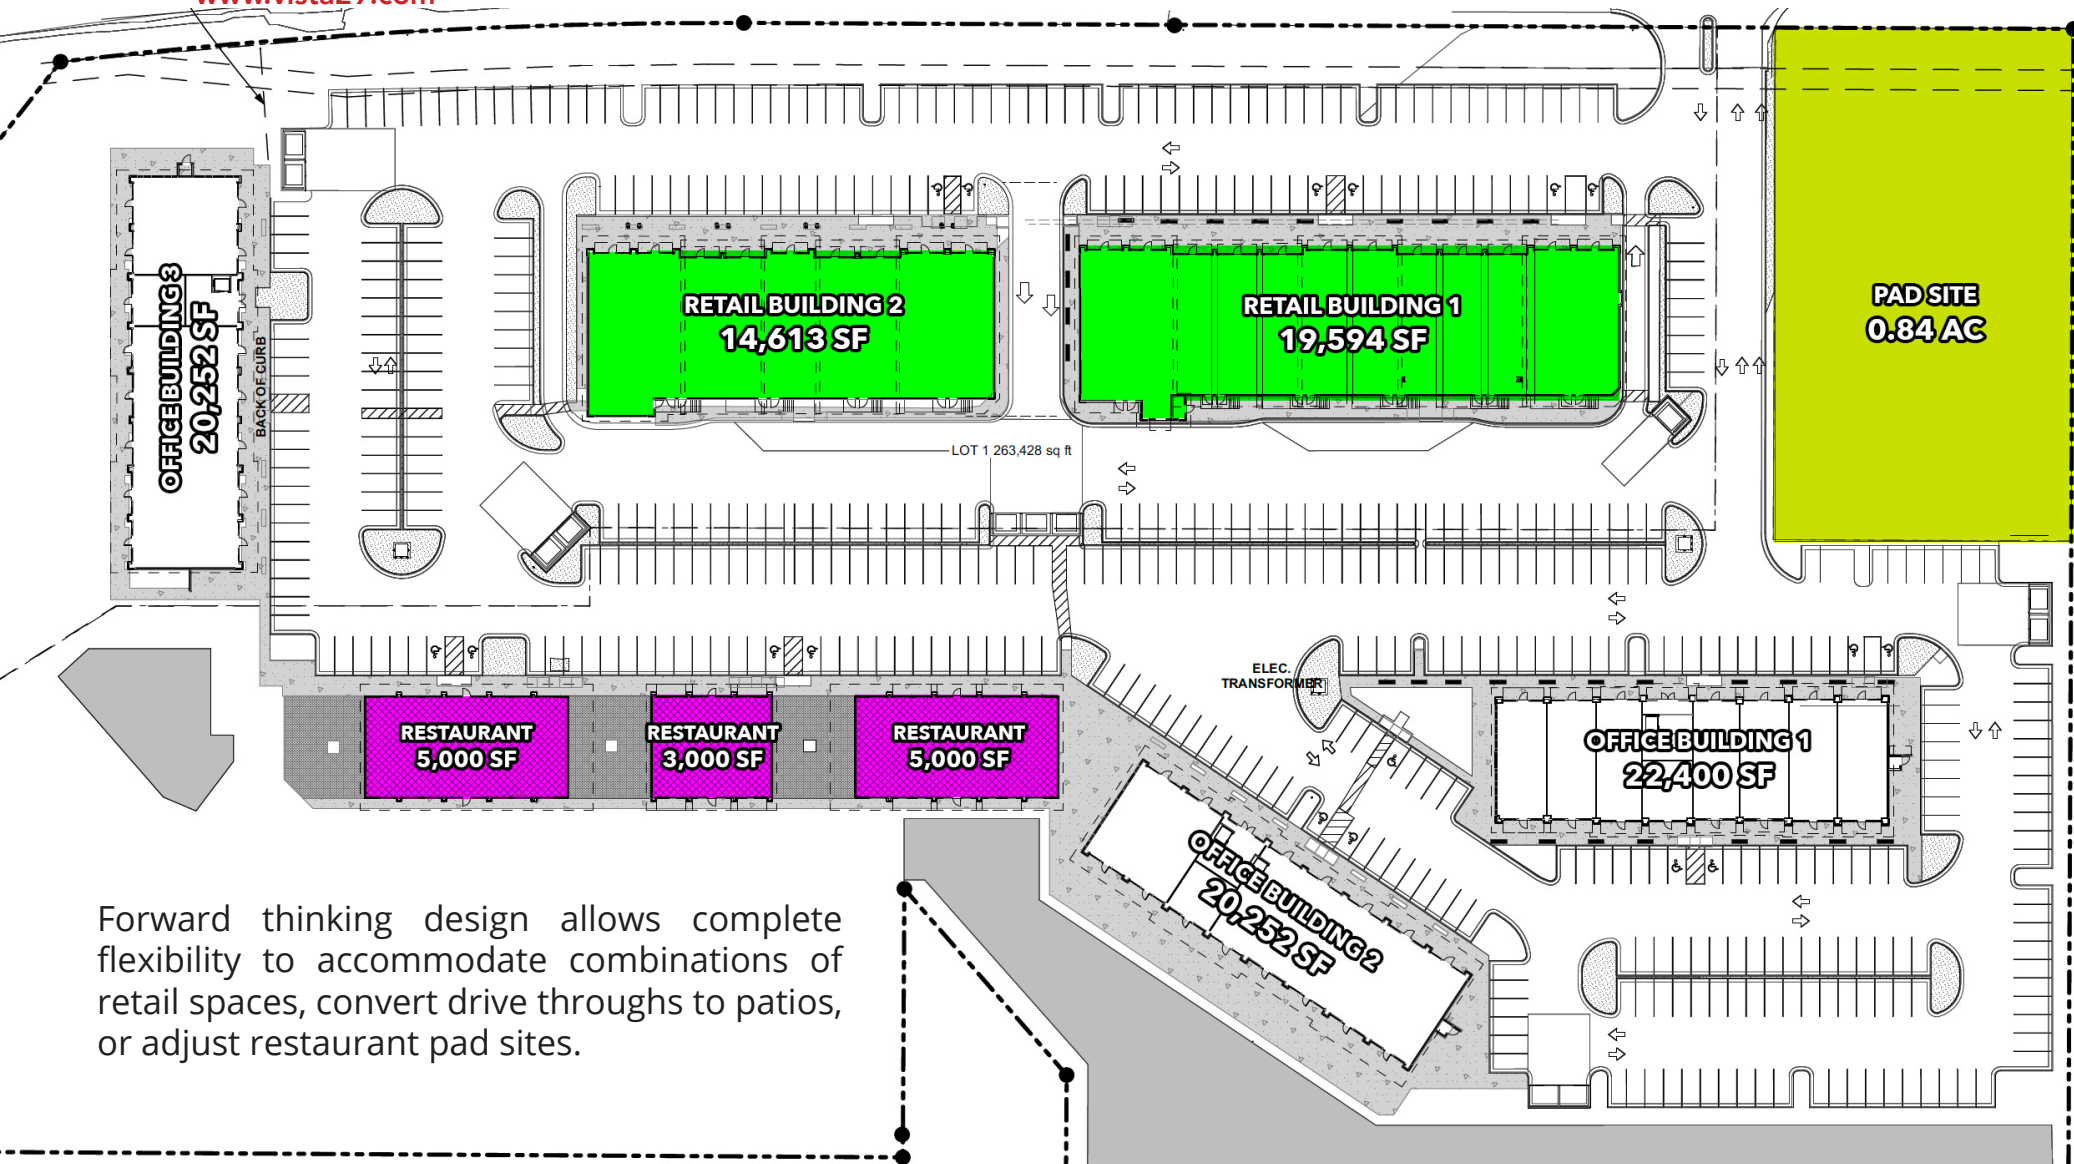 www.vista29.com
OFFICE BUILDING 3
20,252 SF
BACK OF CURB
RETAIL BUILDING 2
14,613 SF
RETAIL BUILDING 1
19,594 SF
PAD SITE
0.84 AC
LOT 1 263,428 sq ft
ELEC.
TRANSFORMER
RESTAURANT
5,000 SF
RESTAURANT
3,000 SF
RESTAURANT
5,000 SF
OFFICE BUILDING 1
22,400 SF
OFFICE BUILDING 2
20,252 SF
Forward thinking design allows complete
flexibility to accommodate combinations of
retail spaces, convert drive throughs to patios,
or adjust restaurant pad sites.